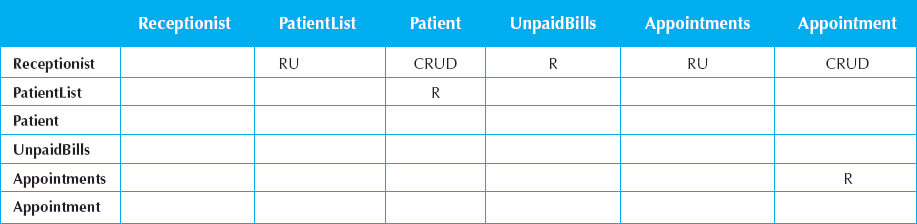 Receptionist PatientList Patient UnpaidBills Appointments Appointment
Receptionist RU CRUD R RU CRUD
PatientList R
Patient
UnpaidBills
Appointments R
Appointment